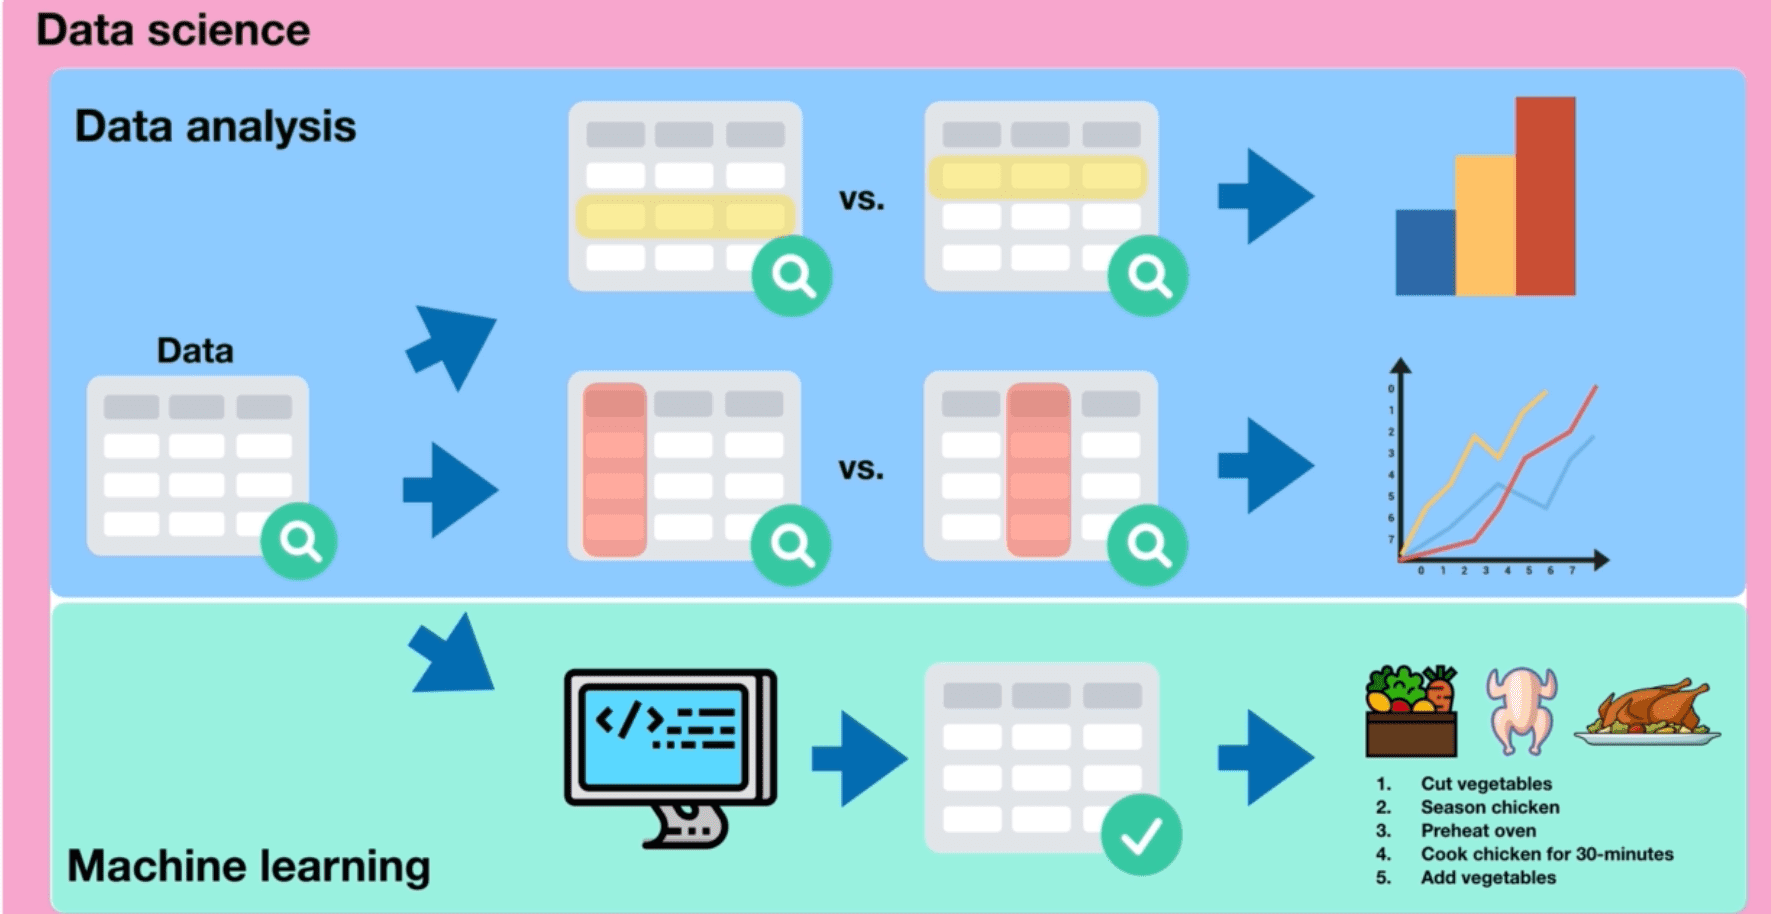 Data science
Data analysis
vs.
Data
vs.
0
1
2
3
4
5
6
7
0 1 2 3 4 5 6 7
</>
Machine learning
1. Cut vegetables
2. Season chicken
3. Preheat oven
4. Cook chicken for 30-minutes
5. Add vegetables